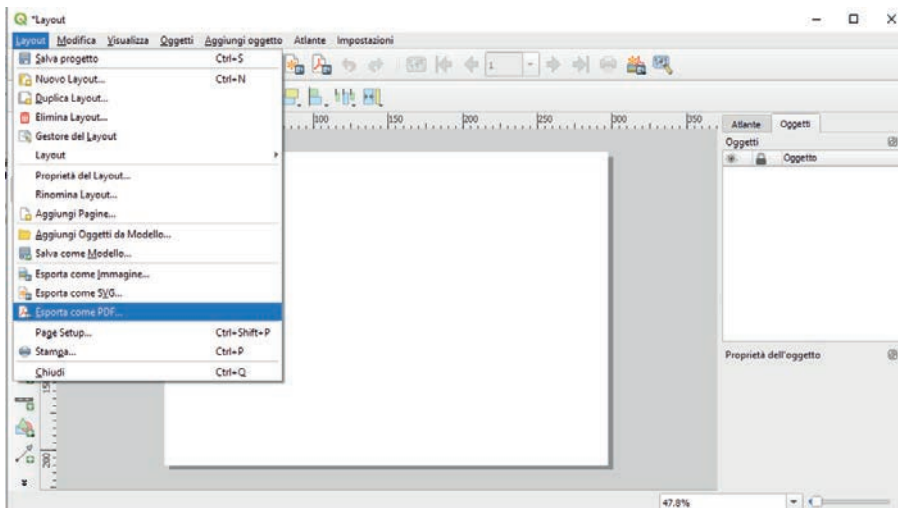 *Layout
Layout Modifica Visualizza Oggetti Aggiungi oggetto Atlante Impostazioni
Salva progetto Ctrl+S
1
Nuovo Layout... Ctrl+N
Duplica Layout...
Elimina Layout...
Gestore del Layout
Layout
Proprietà del Layout...
Rinomina Layout...
Aggiungi Pagine...
Aggiungi Oggetti da Modello...
Salva come Modello...
Esporta come Immagine...
Esporta come SVG...
Esporta come PDF...
Page Setup... Ctrl+Shift+P
Stampa... Ctrl+P
Chiudi Ctrl+Q
100 150 200 250 300 350
Atlante Oggetti
Oggetti
Oggetto
Proprietà dell'oggetto
200
47.8%